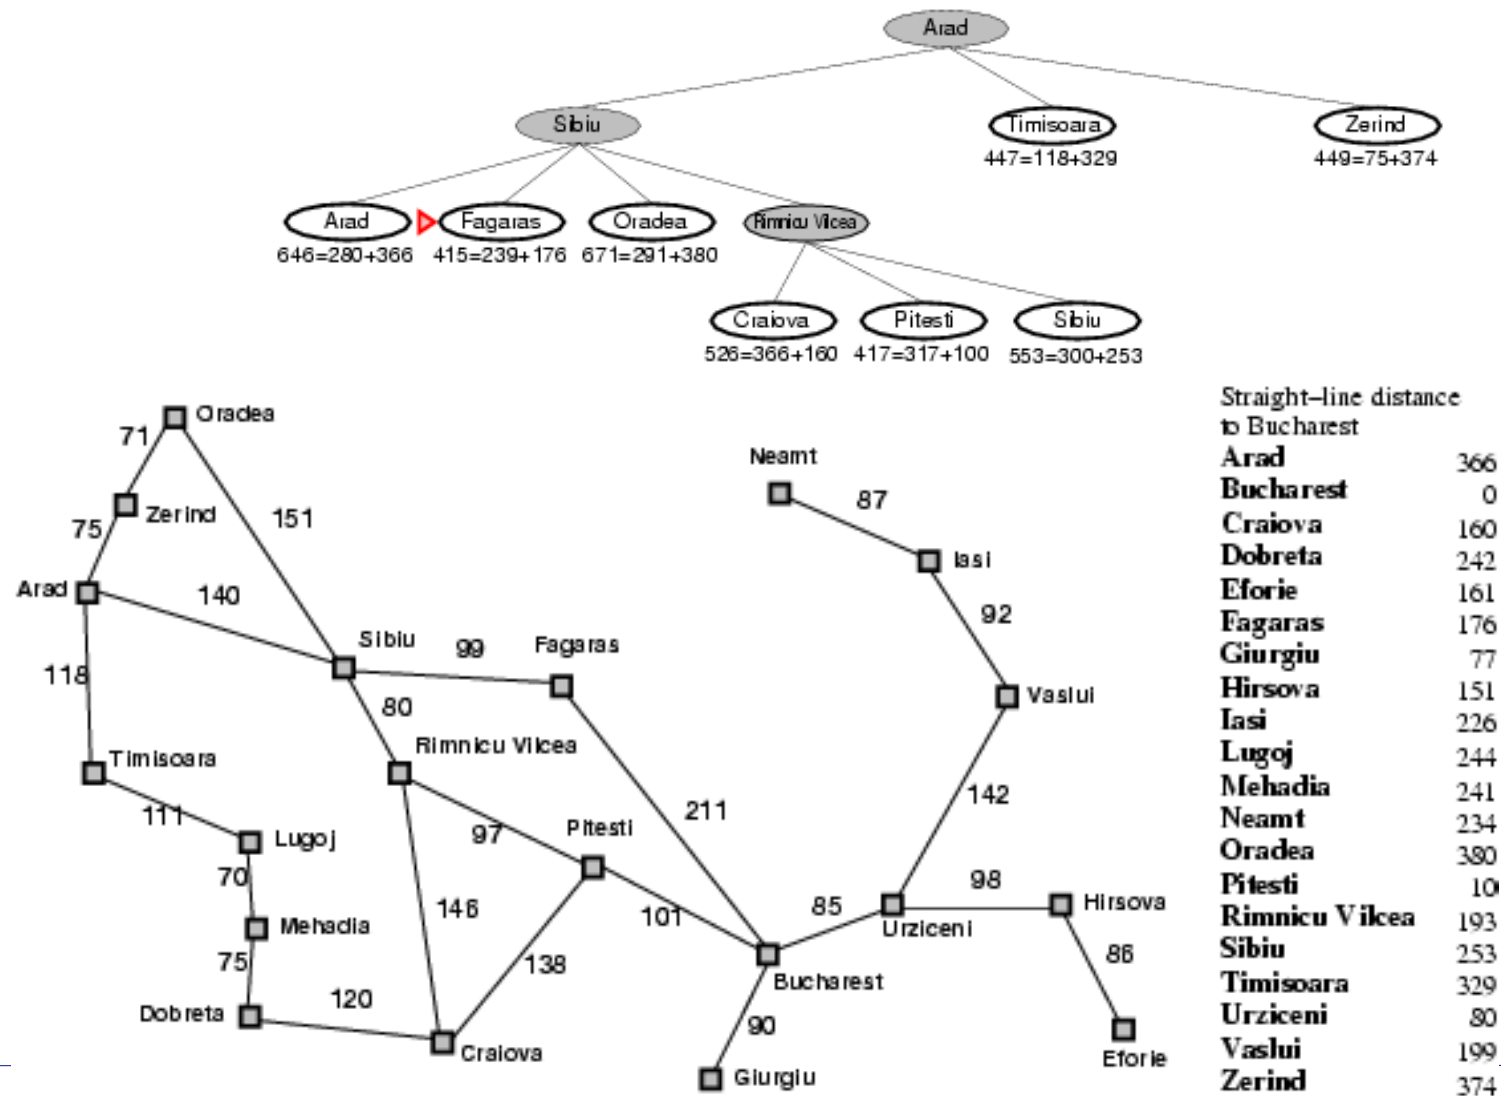 Arad
Sibiu
Timisoara
Zerind
447=118+329
449=75+374
Arad
Fagaras
Oradea
Rimnicu Vilcea
646=280+366
415=239+176
671=291+380
Craiova
Pitesti
Sibiu
526=366+160
417=317+100
553=300+253
Straight–line distance
to Bucharest
Arad 366
Bucharest 0
Craiova 160
Dobreta 242
Eforie 161
Fagaras 176
Giurgiu 77
Hirsova 151
Iasi 226
Lugoj 244
Mehadia 241
Neamt 234
Oradea 380
Pitesti 10
Rimnicu Vilcea 193
Sibiu 253
Timisoara 329
Urziceni 80
Vaslui 199
Zerind 374
Oradea
71
Neamt
87
Zerind
75
151
Iasi
Arad
140
92
Sibiu
99
Fagaras
118
80
Vaslui
Rimnicu Vilcea
Timisoara
142
111
211
Lugoj
97
Pitesti
70
98
146
101
85
Hirsova
Mehadia
Urziceni
86
75
138
Bucharest
120
Dobreta
90
Craiova
Eforie
Giurgiu